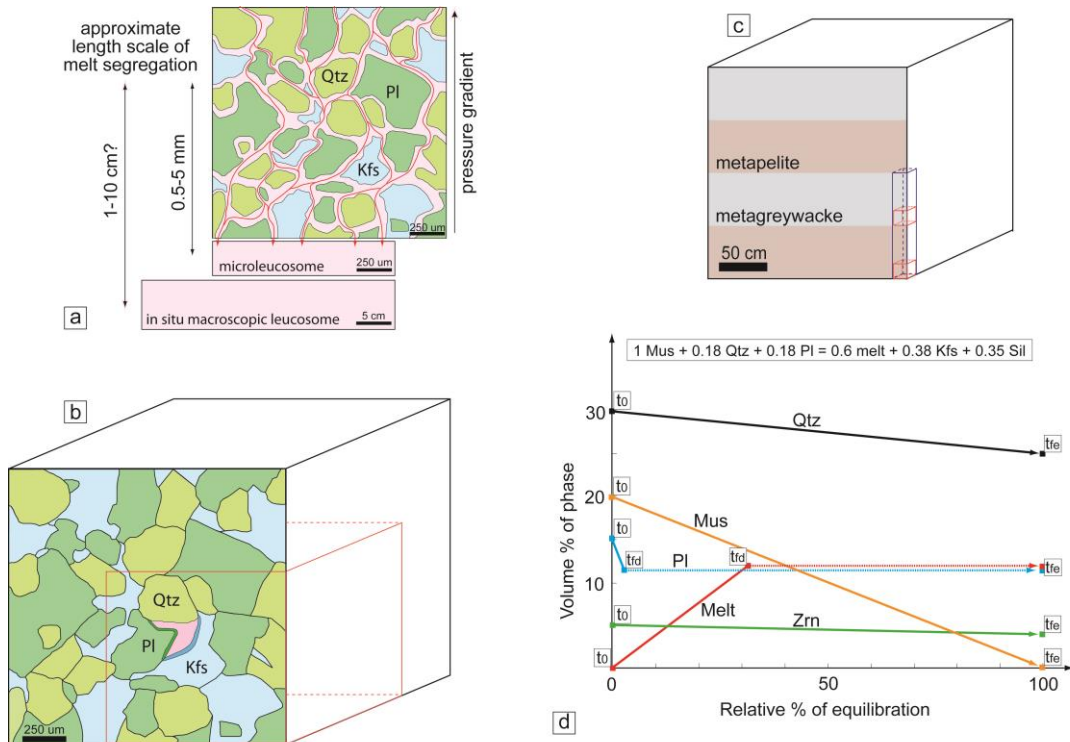 approximate
length scale of
melt segregation
1-10 cm?
0.5-5 mm
Qtz
Pl
Kfs
250 um
pressure gradient
microleucosome
250 um
in situ macroscopic leucosome
5 cm
a
c
metapelite
metagreywacke
50 cm
b
Qtz
Pl
Kfs
250 um
1 Mus + 0.18 Qtz + 0.18 Pl = 0.6 melt + 0.38 Kfs + 0.35 Sil
Volume % of phase
30
20
10
0
t0
Qtz
tfe
t0
Mus
t0
tfd
Pl
tfd
tfe
Melt
t0
Zrn
tfe
t0
tfe
0
50
100
Relative % of equilibration
d